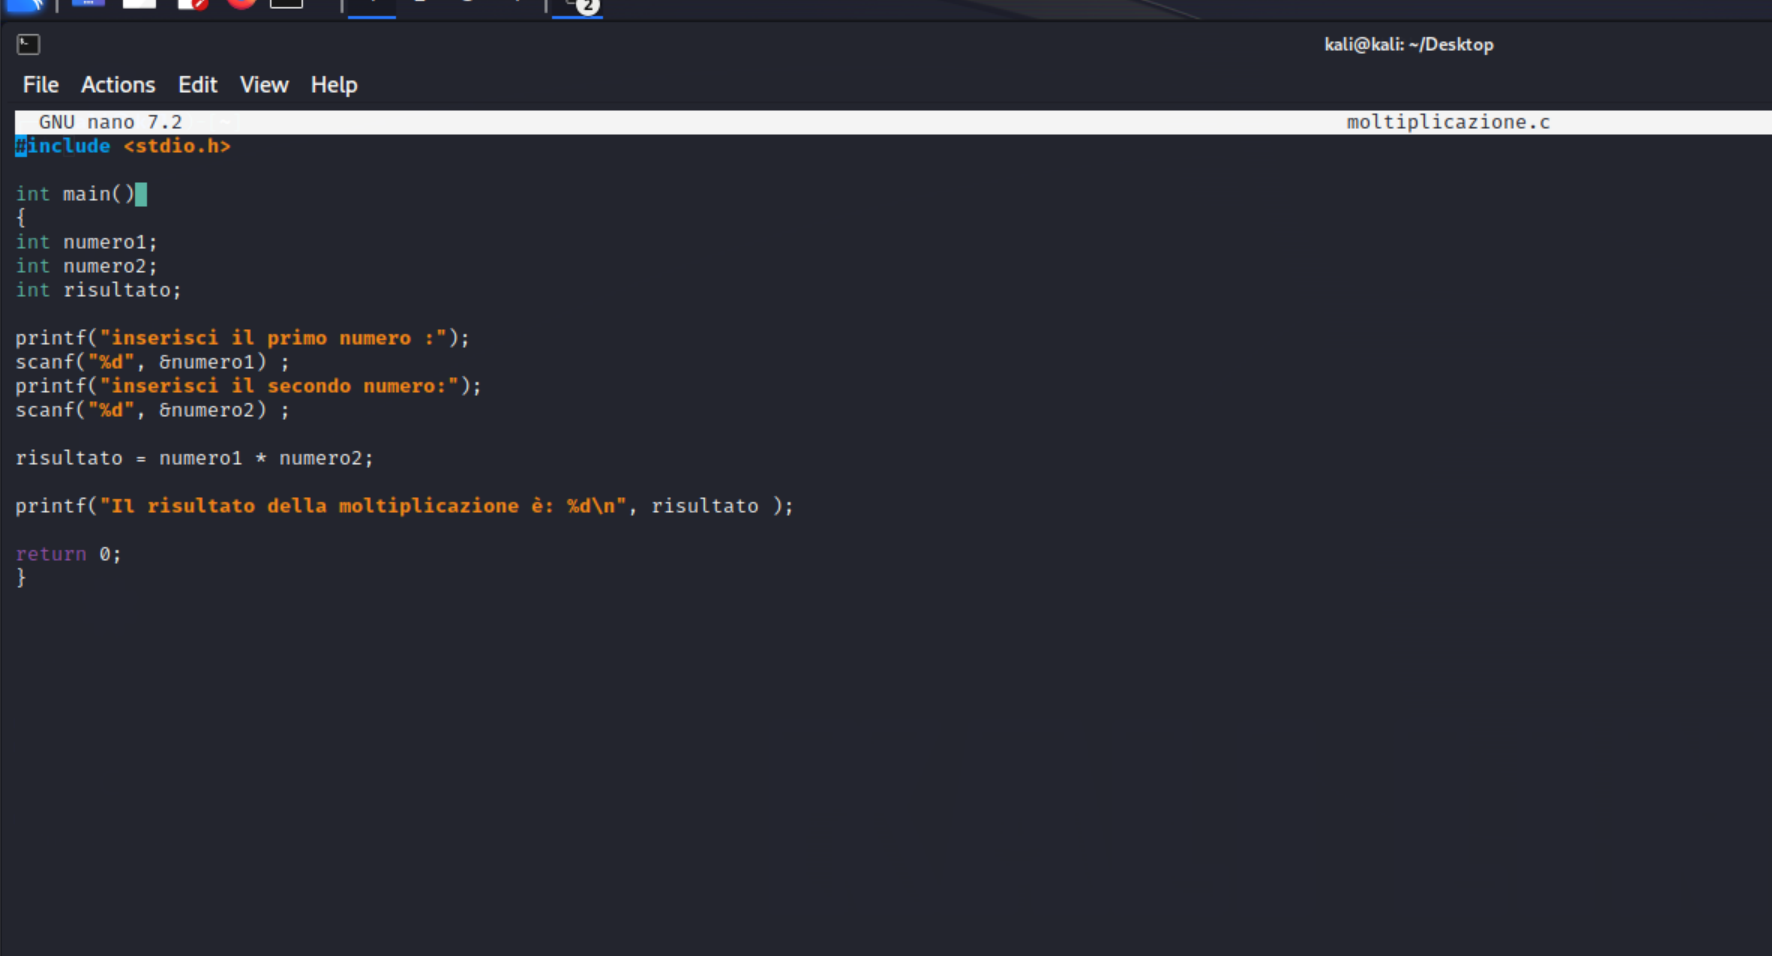 2
kali@kali: ~/Desktop
File Actions Edit View Help
GNU nano 7.2 moltiplicazione.c
#include <stdio.h>
int main()
{
int numero1;
int numero2;
int risultato;
printf("inserisci il primo numero :");
scanf("%d", &numero1) ;
printf("inserisci il secondo numero:");
scanf("%d", &numero2) ;
risultato = numero1 * numero2;
printf("Il risultato della moltiplicazione è: %d\n", risultato );
return 0;
}